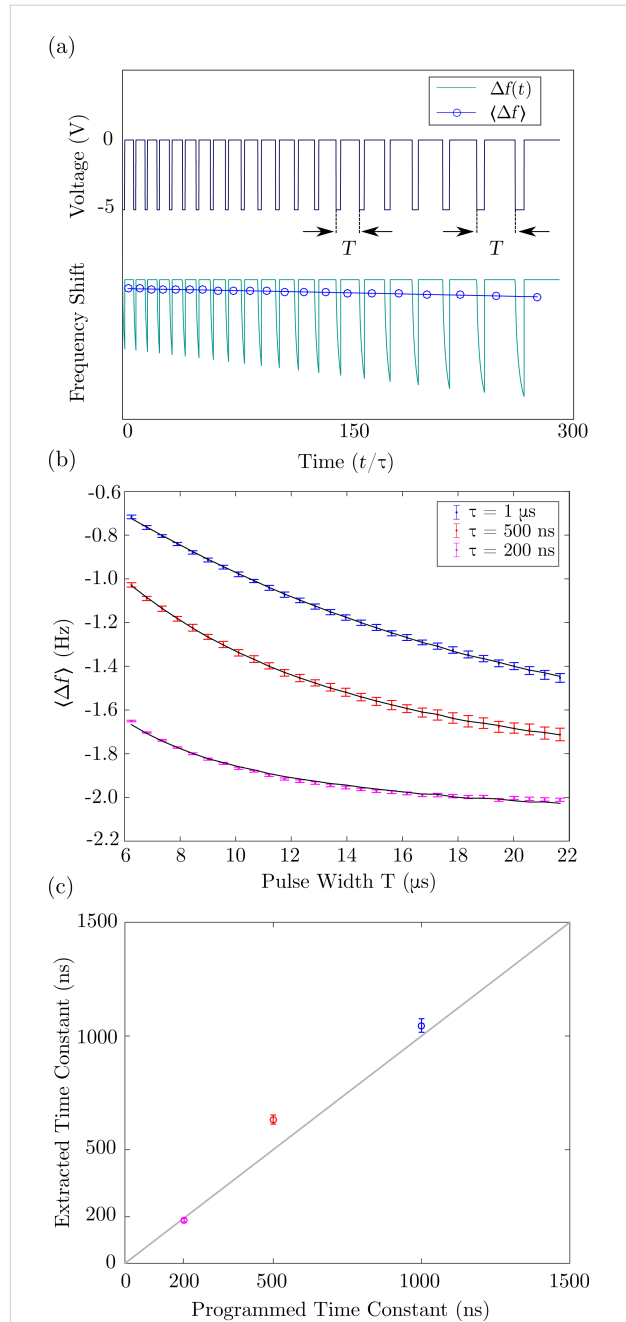 (a)
Δf(t)
⟨Δf⟩
Voltage (V)
0
-5
T
T
Frequency Shift
0
150
300
Time (t/τ)
(b)
-0.6
-0.8
-1.0
-1.2
-1.4
-1.6
-1.8
-2.0
-2.2
⟨Δf⟩ (Hz)
τ = 1 μs
τ = 500 ns
τ = 200 ns
6 8 10 12 14 16 18 20 22
Pulse Width T (μs)
(c)
1500
1000
500
200
0
Extracted Time Constant (ns)
0 200 500 1000 1500
Programmed Time Constant (ns)